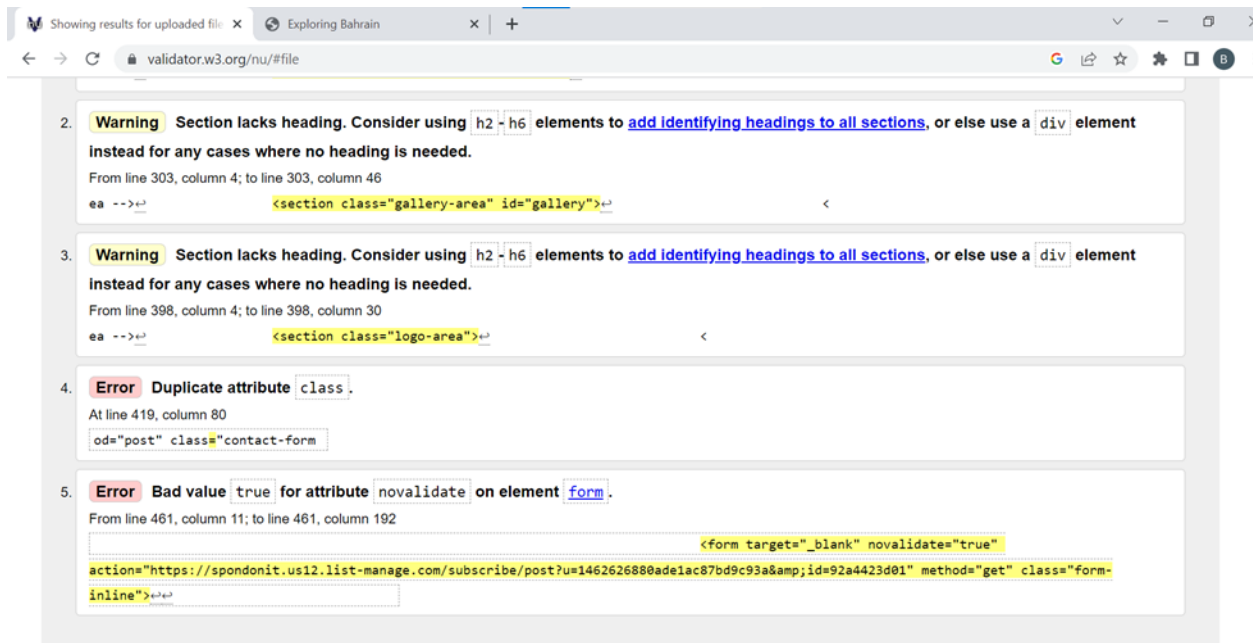 Showing results for uploaded file
Exploring Bahrain
validator.w3.org/nu/#file
G
B
2. Warning Section lacks heading. Consider using h2-h6 elements to add identifying headings to all sections, or else use a div element
instead for any cases where no heading is needed.
From line 303, column 4; to line 303, column 46
ea -->↩ <section class="gallery-area" id="gallery">↩ <
3. Warning Section lacks heading. Consider using h2-h6 elements to add identifying headings to all sections, or else use a div element
instead for any cases where no heading is needed.
From line 398, column 4; to line 398, column 30
ea -->↩ <section class="logo-area">↩ <
4. Error Duplicate attribute class.
At line 419, column 80
od="post" class="contact-form
5. Error Bad value true for attribute novalidate on element form.
From line 461, column 11; to line 461, column 192
<form target="_blank" novalidate="true"
action="https://spondonit.us12.list-manage.com/subscribe/post?u=1462626880ade1ac87bd9c93a&amp;id=92a4423d01" method="get" class="form-
inline">↩↩